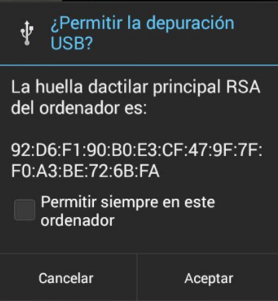 ¿Permitir la depuración
USB?
La huella dactilar principal RSA
del ordenador es:
92:D6:F1:90:B0:E3:CF:47:9F:7F:
F0:A3:BE:72:6B:FA
Permitir siempre en este
ordenador
Cancelar
Aceptar